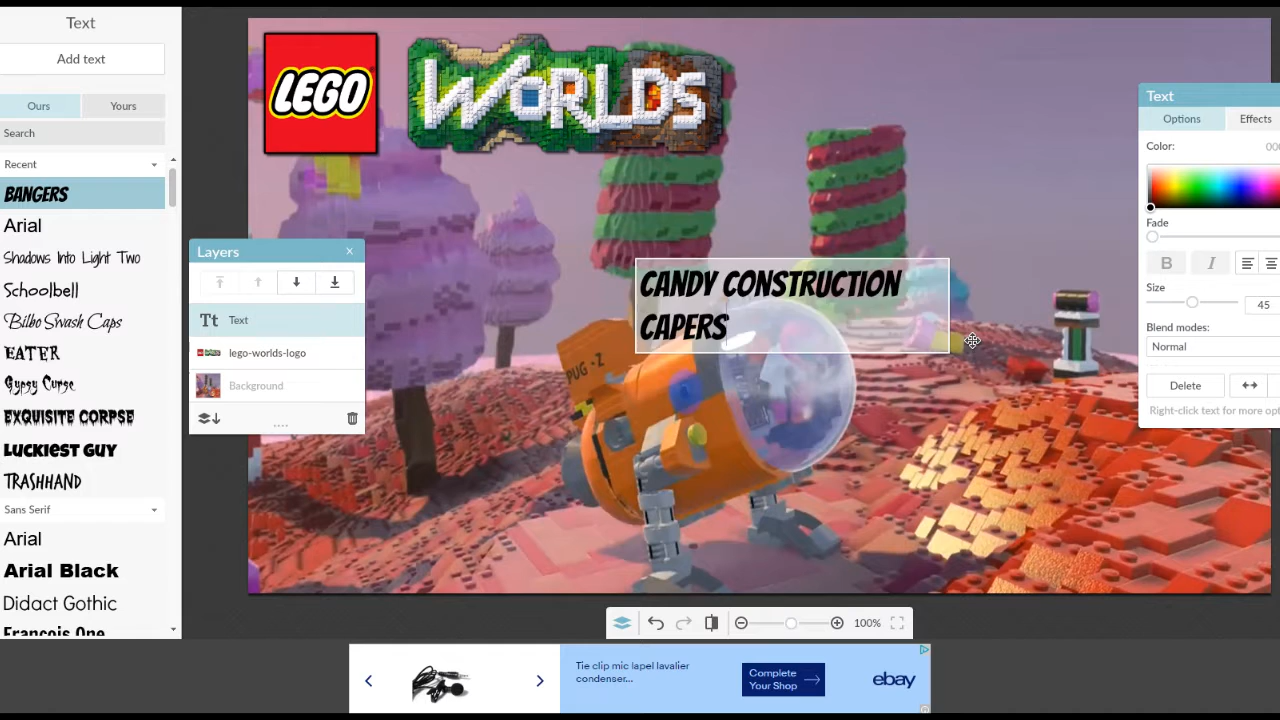 Text
Add text
Ours
Yours
Search
Recent
BANGERS
Arial
Shadows Into Light Two
Schoolbell
Bilbo Swash Caps
EATER
Gypsy Curse
EXQUISITE CORPSE
LUCKIEST GUY
TRASHHAND
Sans Serif
Arial
Arial Black
Didact Gothic
Francois One
Layers
Tt Text
lego-worlds-logo
Background
LEGO WORLDS
CANDY CONSTRUCTION
CAPERS
PUG-Z
Text
Options
Effects
Color:
Fade
B I
Size
45
Blend modes:
Normal
Delete
Right-click text for more opt
100%
Tie clip mic lapel lavalier
condenser...
Complete
Your Shop
ebay